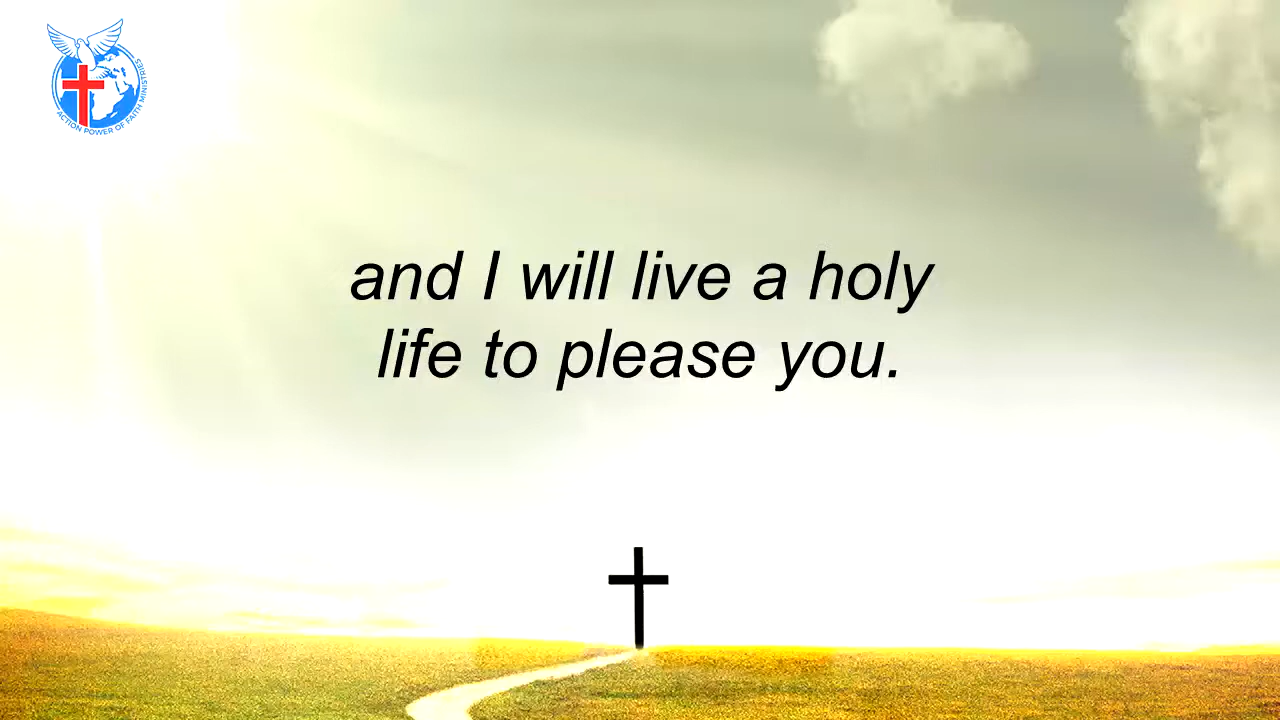 ACTION POWER OF FAITH MINISTRIES
and I will live a holy
life to please you.